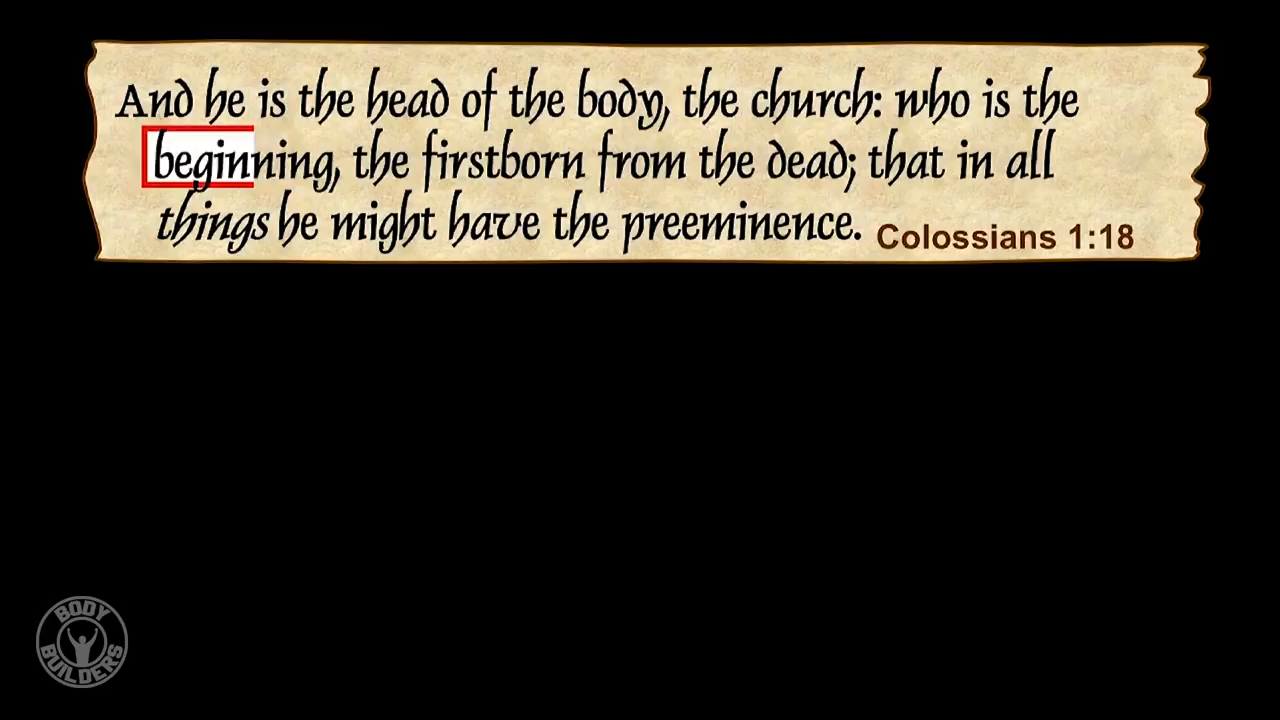 And he is the head of the body, the church: who is the
beginning, the firstborn from the dead; that in all
things he might have the preeminence. Colossians 1:18
BODY
BUILDERS